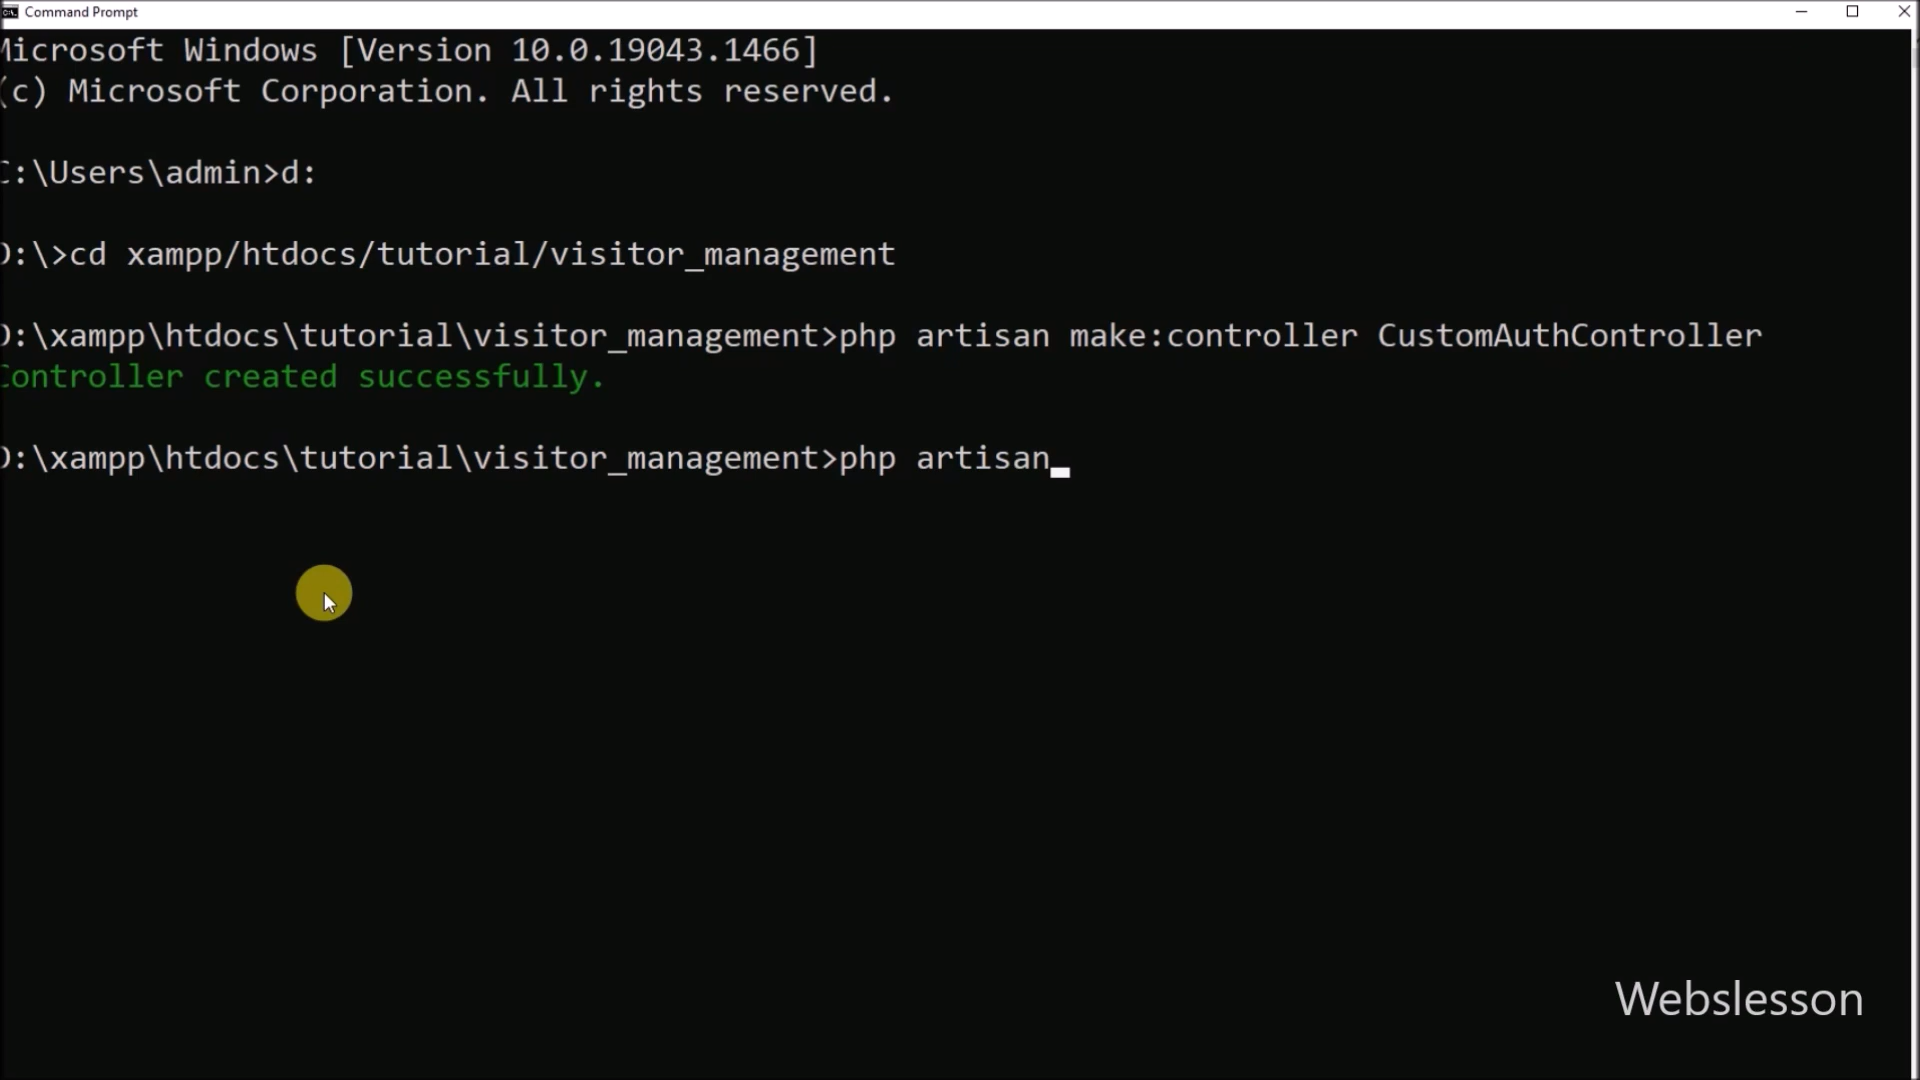 Command Prompt
Microsoft Windows [Version 10.0.19043.1466]
(c) Microsoft Corporation. All rights reserved.
C:\Users\admin>d:
D:\>cd xampp/htdocs/tutorial/visitor_management
D:\xampp\htdocs\tutorial\visitor_management>php artisan make:controller CustomAuthController
Controller created successfully.
D:\xampp\htdocs\tutorial\visitor_management>php artisan
Webslesson